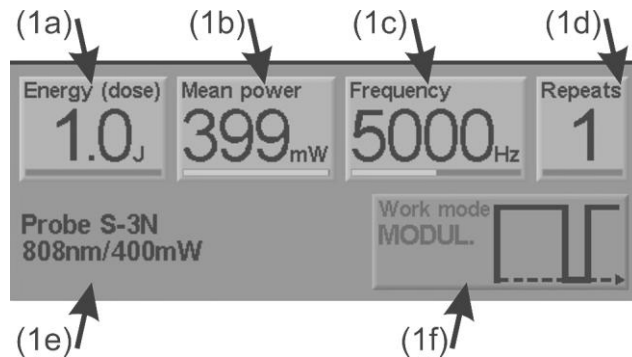 (1a) (1b) (1c) (1d)
Energy (dose) Mean power Frequency Repeats
1.0J 399mW 5000Hz 1
Probe S-3N
808nm/400mW
Work mode
MODUL.
(1e) (1f)